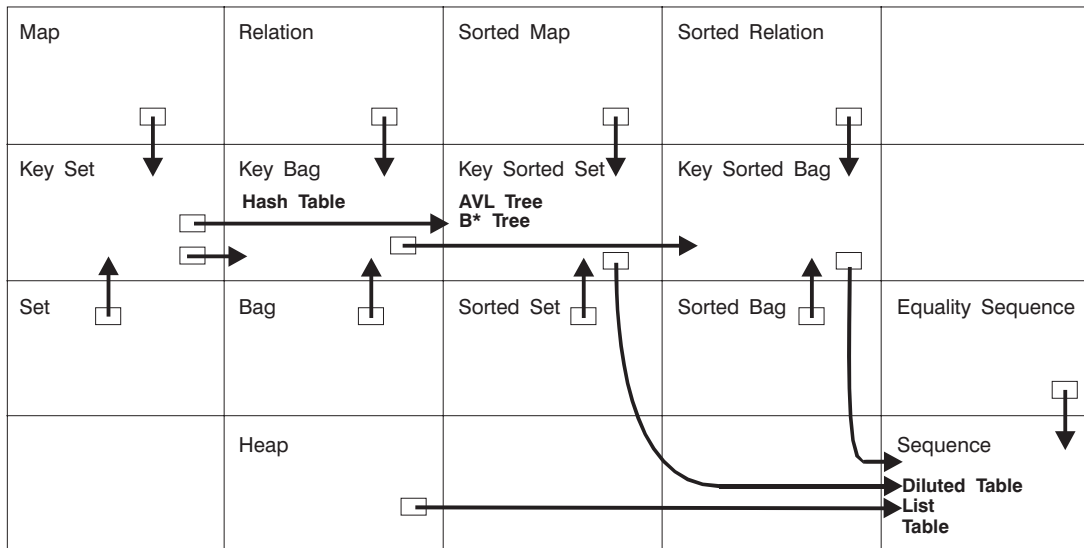 Map
Relation
Sorted Map
Sorted Relation
Key Set
Key Bag
Key Sorted Set
Key Sorted Bag
Hash Table
AVL Tree
B* Tree
Set
Bag
Sorted Set
Sorted Bag
Equality Sequence
Heap
Sequence
Diluted Table
List
Table